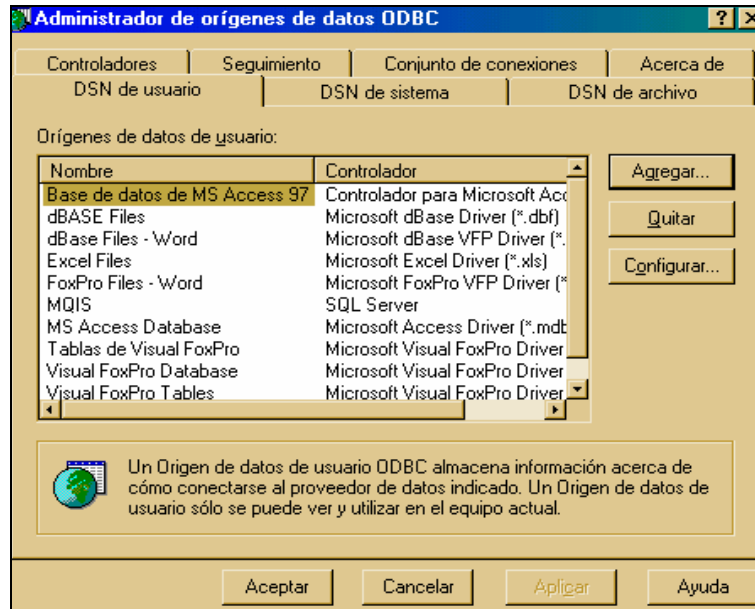 Administrador de orígenes de datos ODBC
Controladores Seguimiento Conjunto de conexiones Acerca de
DSN de usuario DSN de sistema DSN de archivo
Orígenes de datos de usuario:
Nombre Controlador
Base de datos de MS Access 97 Controlador para Microsoft Acc
dBASE Files Microsoft dBase Driver (*.dbf)
dBase Files - Word Microsoft dBase VFP Driver (*.
Excel Files Microsoft Excel Driver (*.xls)
FoxPro Files - Word Microsoft FoxPro VFP Driver (*
MQIS SQL Server
MS Access Database Microsoft Access Driver (*.mdb
Tablas de Visual FoxPro Microsoft Visual FoxPro Driver
Visual FoxPro Database Microsoft Visual FoxPro Driver
Visual FoxPro Tables Microsoft Visual FoxPro Driver
Agregar...
Quitar
Configurar...
Un Origen de datos de usuario ODBC almacena información acerca de
cómo conectarse al proveedor de datos indicado. Un Origen de datos de
usuario sólo se puede ver y utilizar en el equipo actual.
Aceptar Cancelar Aplicar Ayuda